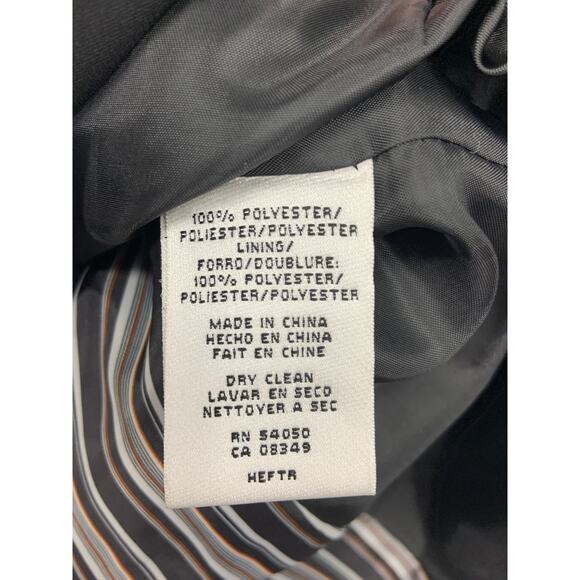 100% POLYESTER/
POLIESTER/POLYESTER
LINING/
FORRO/DOUBLURE:
100% POLYESTER/
POLIESTER/POLYESTER
MADE IN CHINA
HECHO EN CHINA
FAIT EN CHINE
DRY CLEAN
LAVAR EN SECO
NETTOYER A SEC
RN 54050
CA 08349
HEFTR